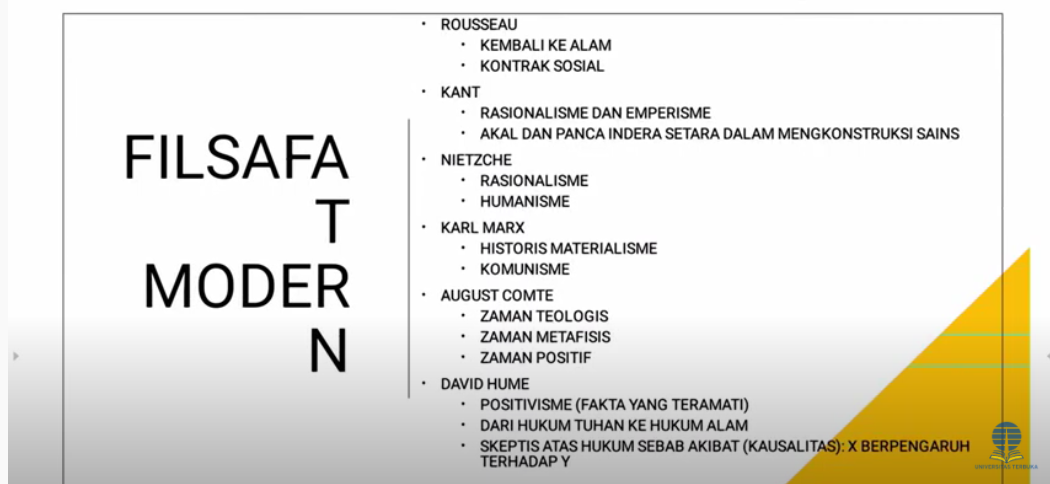 FILSAFA
T
MODER
N
• ROUSSEAU
• KEMBALI KE ALAM
• KONTRAK SOSIAL
• KANT
• RASIONALISME DAN EMPERISME
• AKAL DAN PANCA INDERA SETARA DALAM MENGKONSTRUKSI SAINS
• NIETZCHE
• RASIONALISME
• HUMANISME
• KARL MARX
• HISTORIS MATERIALISME
• KOMUNISME
• AUGUST COMTE
• ZAMAN TEOLOGIS
• ZAMAN METAFISIS
• ZAMAN POSITIF
• DAVID HUME
• POSITIVISME (FAKTA YANG TERAMATI)
• DARI HUKUM TUHAN KE HUKUM ALAM
• SKEPTIS ATAS HUKUM SEBAB AKIBAT (KAUSALITAS): X BERPENGARUH
TERHADAP Y
UNIVERSITAS TERBUKA